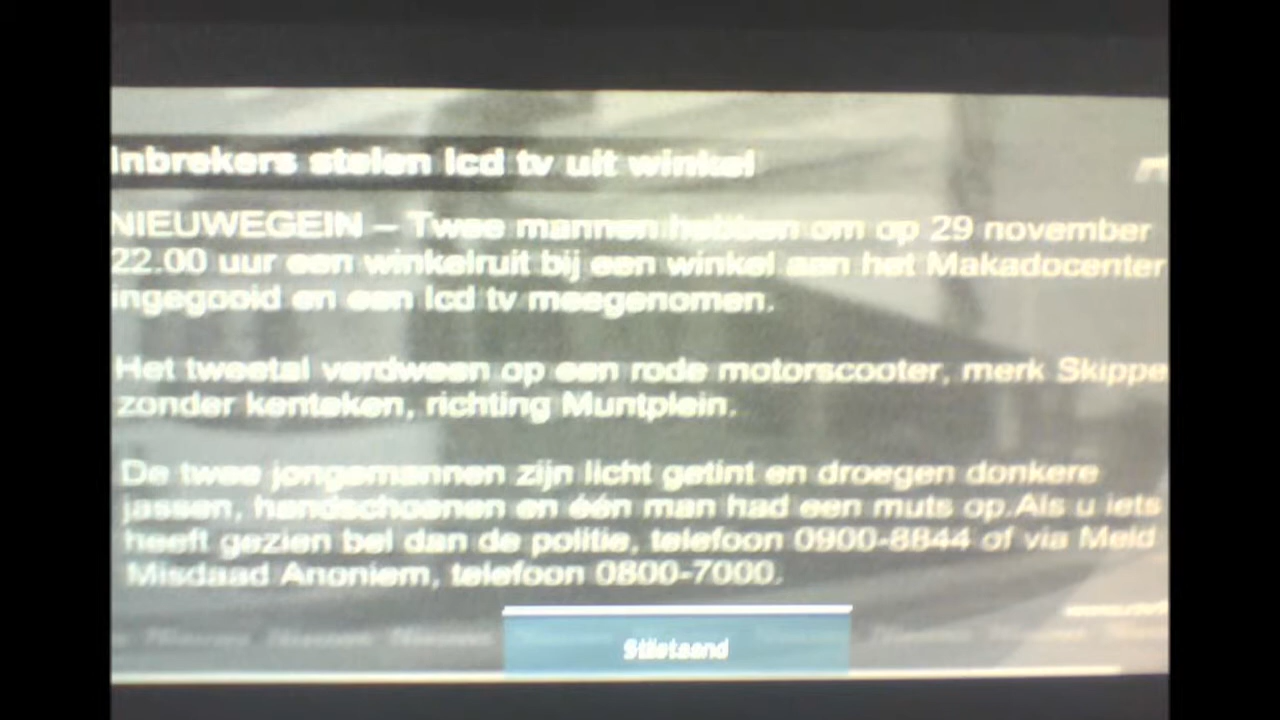 Inbrekers stelen lcd tv uit winkel
NIEUWEGEIN – Twee mannen hebben om op 29 november
22.00 uur een winkelruit bij een winkel aan het Makadocenter
ingegooid en een lcd tv meegenomen.
Het tweetal verdween op een rode motorscooter, merk Skippe
zonder kenteken, richting Muntplein.
De twee jongemannen zijn licht getint en droegen donkere
jassen, handschoenen en één man had een muts op.Als u iets
heeft gezien bel dan de politie, telefoon 0900-8844 of via Meld
Misdaad Anoniem, telefoon 0800-7000.
Nieuws Nieuws Nieuws
Stilstaand